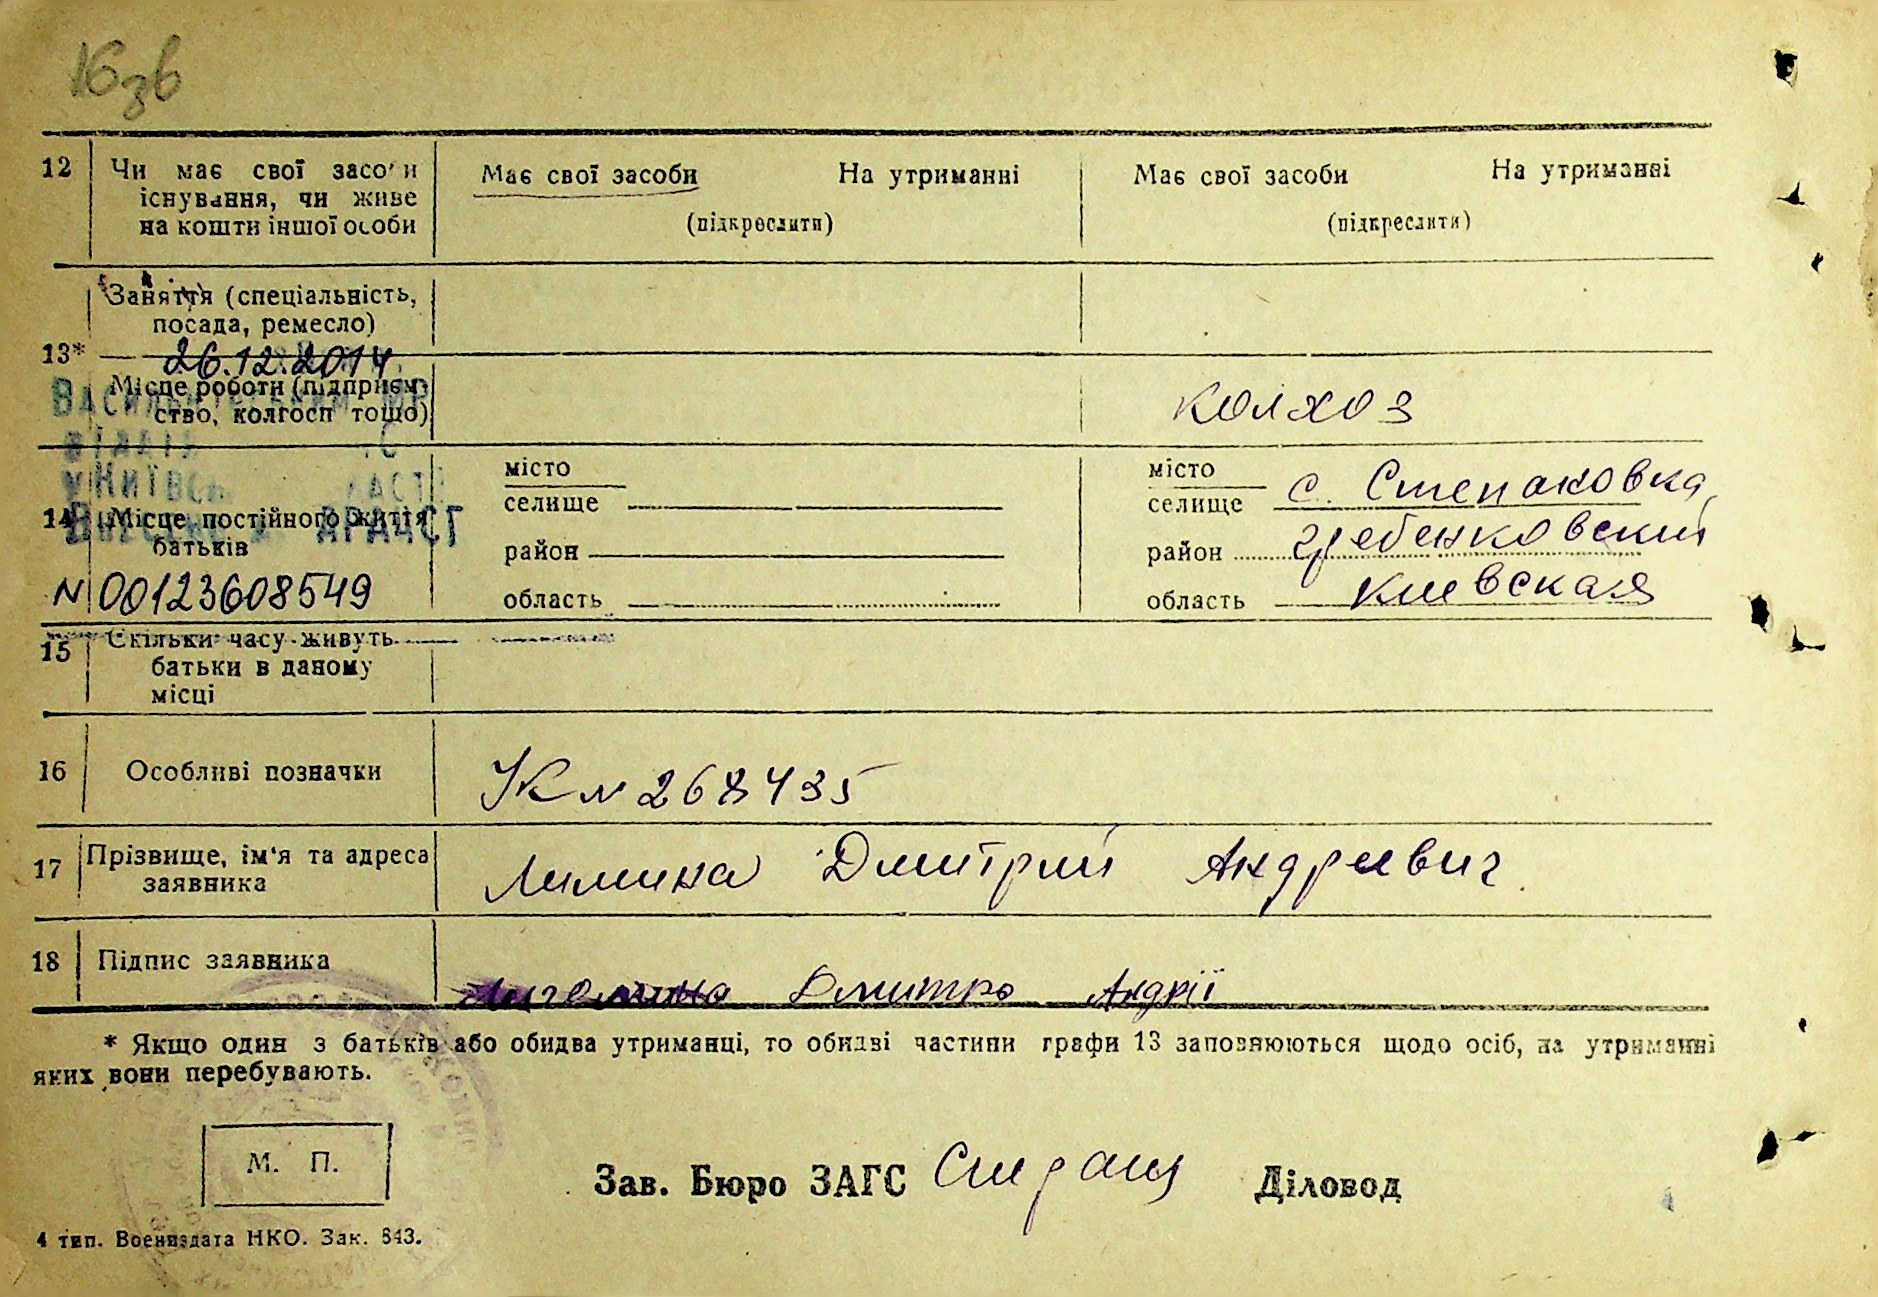 16зв
12 Чи має свої засоби Має свої засоби На утриманні Має свої засоби На утриманні
існування, чи живе
на кошти іншої особи (підкреслити) (підкреслити)
Заняття (спеціальність,
посада, ремесло)
13*
26.12.2014
Місце роботи (підприєм-
ство, колгосп тощо) колхоз
14 Місце постійного життя
батьків
місто
селище
район
область
місто
селище с. Степаковка
район гребенковский
область киевская
N 00123608549
15 Скільки часу живуть
батьки в даному
місці
16 Особливі позначки УК № 268435
17 Прізвище, ім'я та адреса
заявника
Лимина Дмитрий Андреевич
18 Підпис заявника Дмитро Андрії
* Якщо один з батьків або обидва утриманці, то обидві частини графи 13 заповнюються щодо осіб, на утриманні
яких вони перебувають.
М. П.
Зав. Бюро ЗАГС Діловод
4 тип. Воениздата НКО. Зак. 843.